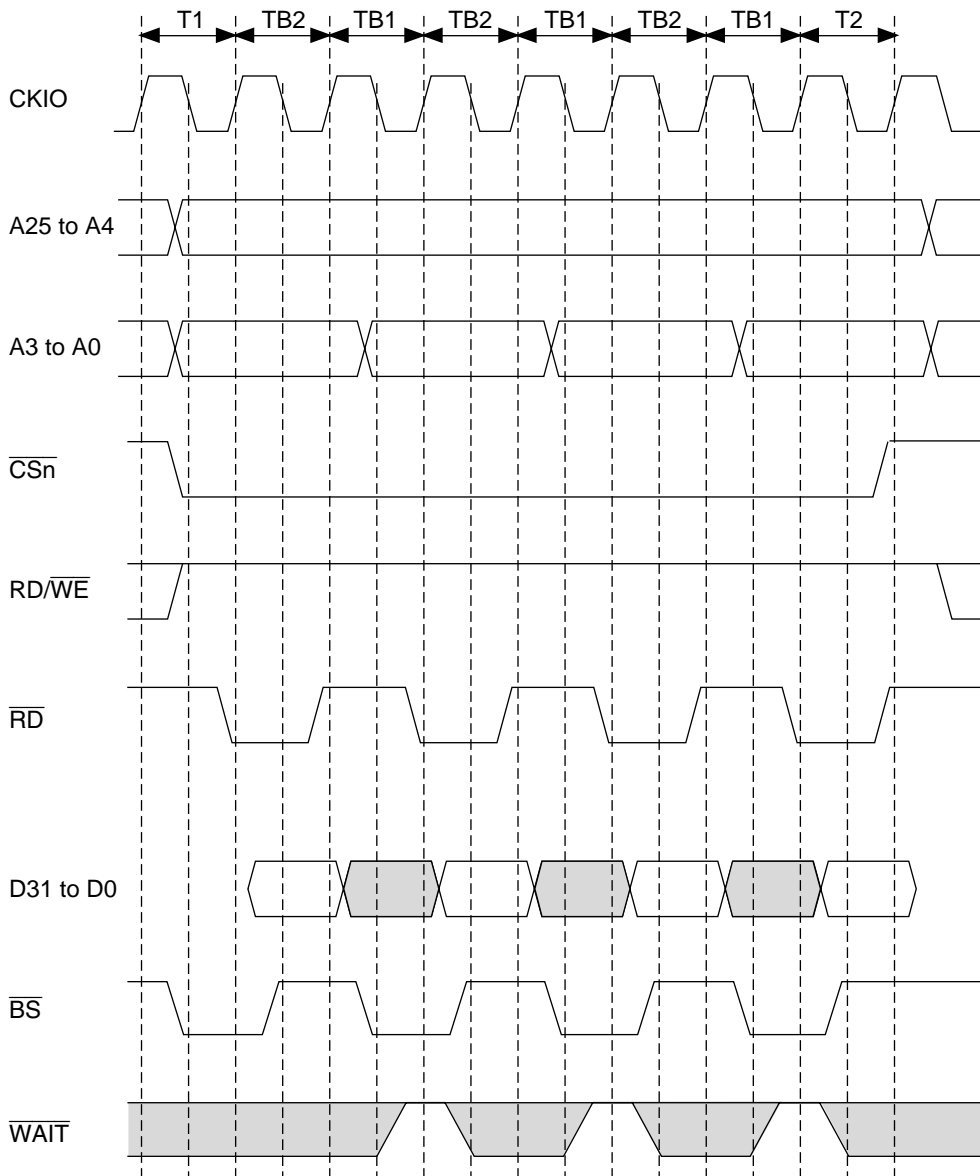 T1 TB2 TB1 TB2 TB1 TB2 TB1 T2
CKIO
A25 to A4
A3 to A0
CSn
RD/WE
RD
D31 to D0
BS
WAIT